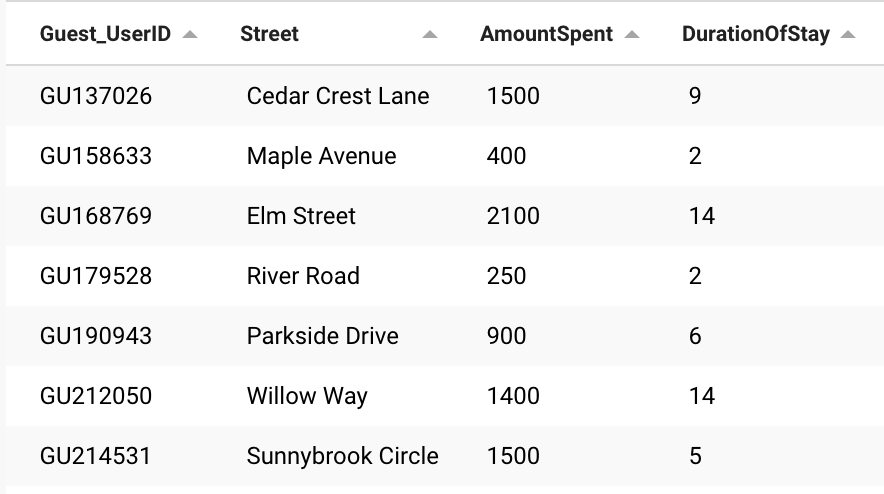 Guest_UserID Street AmountSpent DurationOfStay
GU137026 Cedar Crest Lane 1500 9
GU158633 Maple Avenue 400 2
GU168769 Elm Street 2100 14
GU179528 River Road 250 2
GU190943 Parkside Drive 900 6
GU212050 Willow Way 1400 14
GU214531 Sunnybrook Circle 1500 5